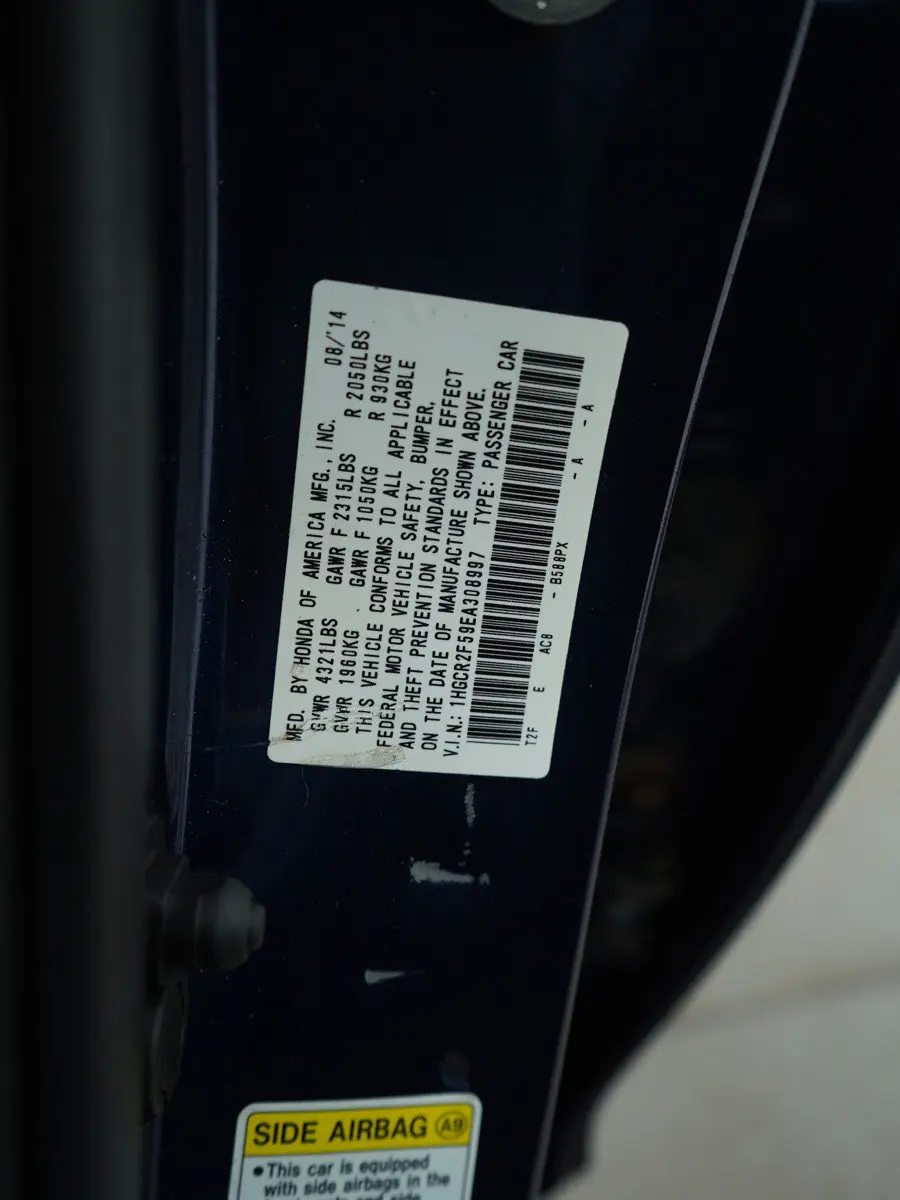 MFD. BY HONDA OF AMERICA MFG., INC. 08/'14
GVWR 4321LBS GAWR F 2315LBS R 2050LBS
GVWR 1960KG GAWR F 1050KG R 930KG
THIS VEHICLE CONFORMS TO ALL APPLICABLE
FEDERAL MOTOR VEHICLE SAFETY, BUMPER,
AND THEFT PREVENTION STANDARDS IN EFFECT
ON THE DATE OF MANUFACTURE SHOWN ABOVE.
V.I.N.: 1HGCR2F59EA308997 TYPE: PASSENGER CAR
T2F E AC8 - B588PX - A - A
SIDE AIRBAG A9
•This car is equipped
with side airbags in the
and side